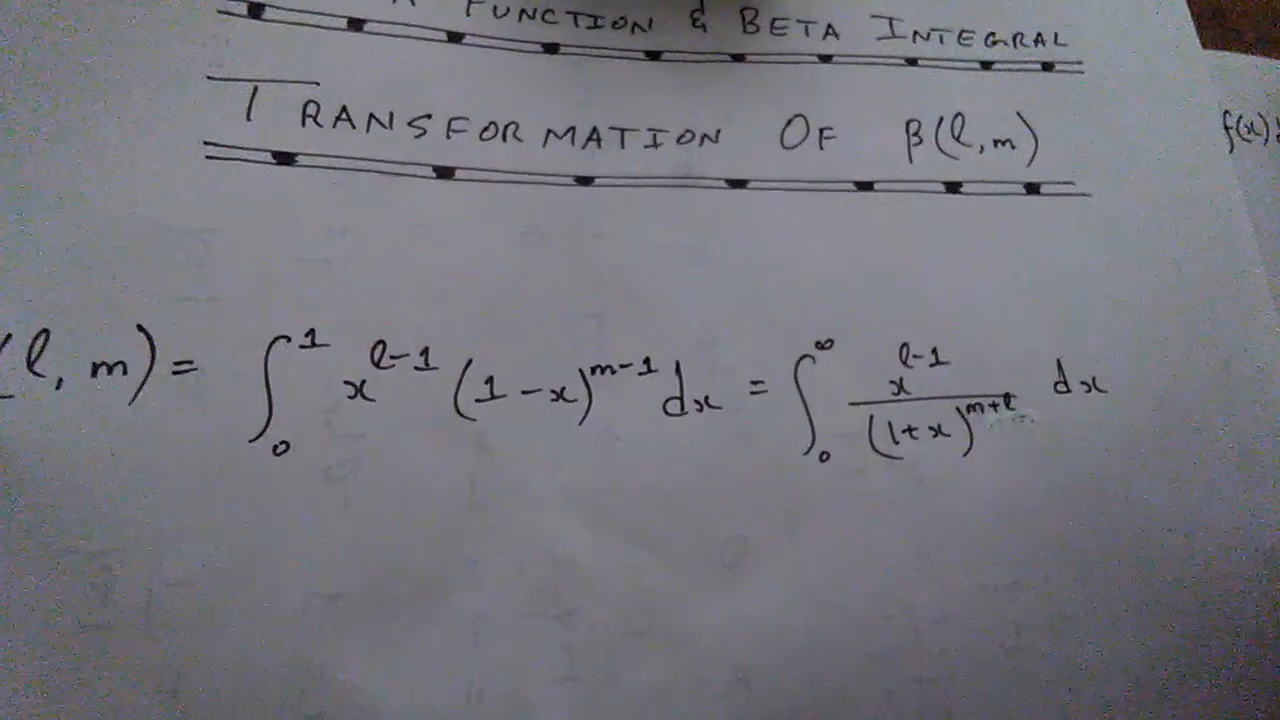 FUNCTION & BETA INTEGRAL
TRANSFORMATION OF β(l,m)
f(x)
(l, m) = ∫₀¹ x^{l-1} (1-x)^{m-1} dx = ∫₀^∞ x^{l-1} / (1+x)^{m+l} dx